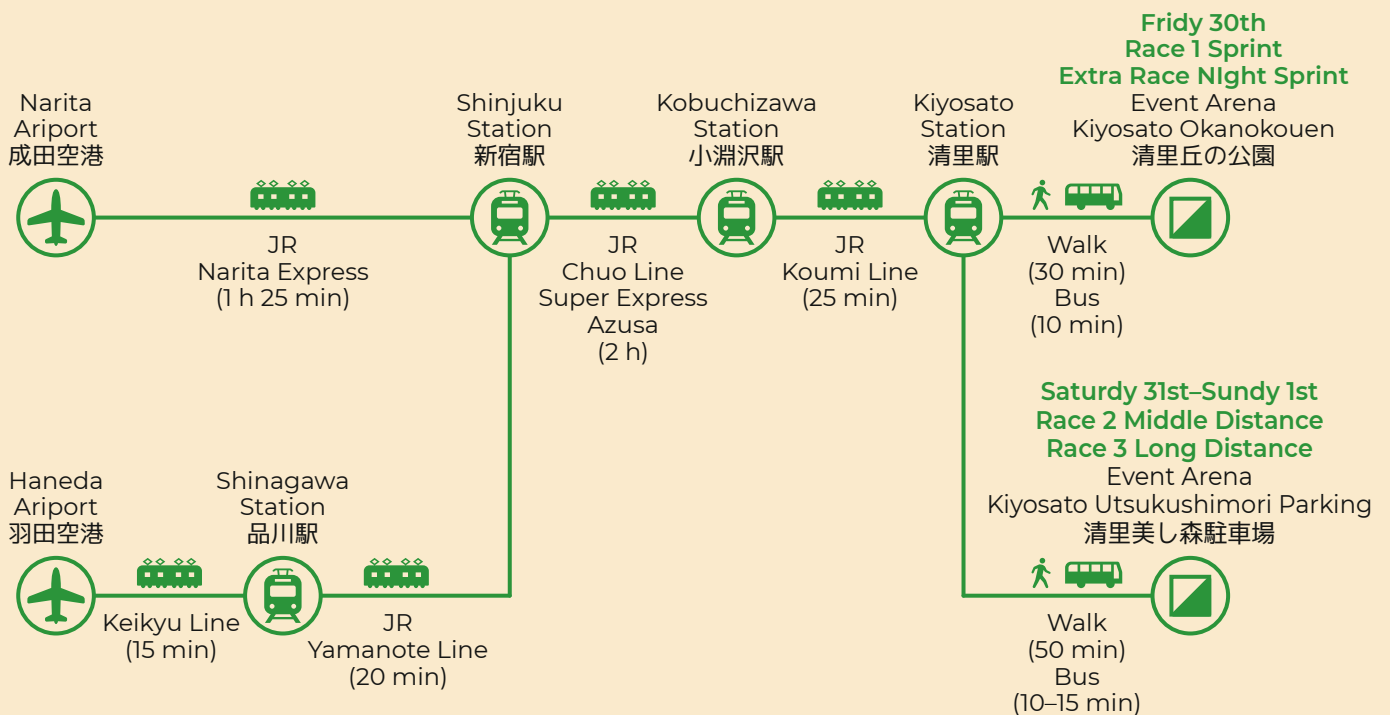 Fridy 30th
Race 1 Sprint
Extra Race NIght Sprint
Narita
Ariport
成田空港
Shinjuku
Station
新宿駅
Kobuchizawa
Station
小淵沢駅
Kiyosato
Station
清里駅
Event Arena
Kiyosato Okanokouen
清里丘の公園
JR
Narita Express
(1 h 25 min)
JR
Chuo Line
Super Express
Azusa
(2 h)
JR
Koumi Line
(25 min)
Walk
(30 min)
Bus
(10 min)
Saturdy 31st–Sundy 1st
Race 2 Middle Distance
Race 3 Long Distance
Event Arena
Kiyosato Utsukushimori Parking
清里美し森駐車場
Haneda
Ariport
羽田空港
Shinagawa
Station
品川駅
Keikyu Line
(15 min)
JR
Yamanote Line
(20 min)
Walk
(50 min)
Bus
(10–15 min)